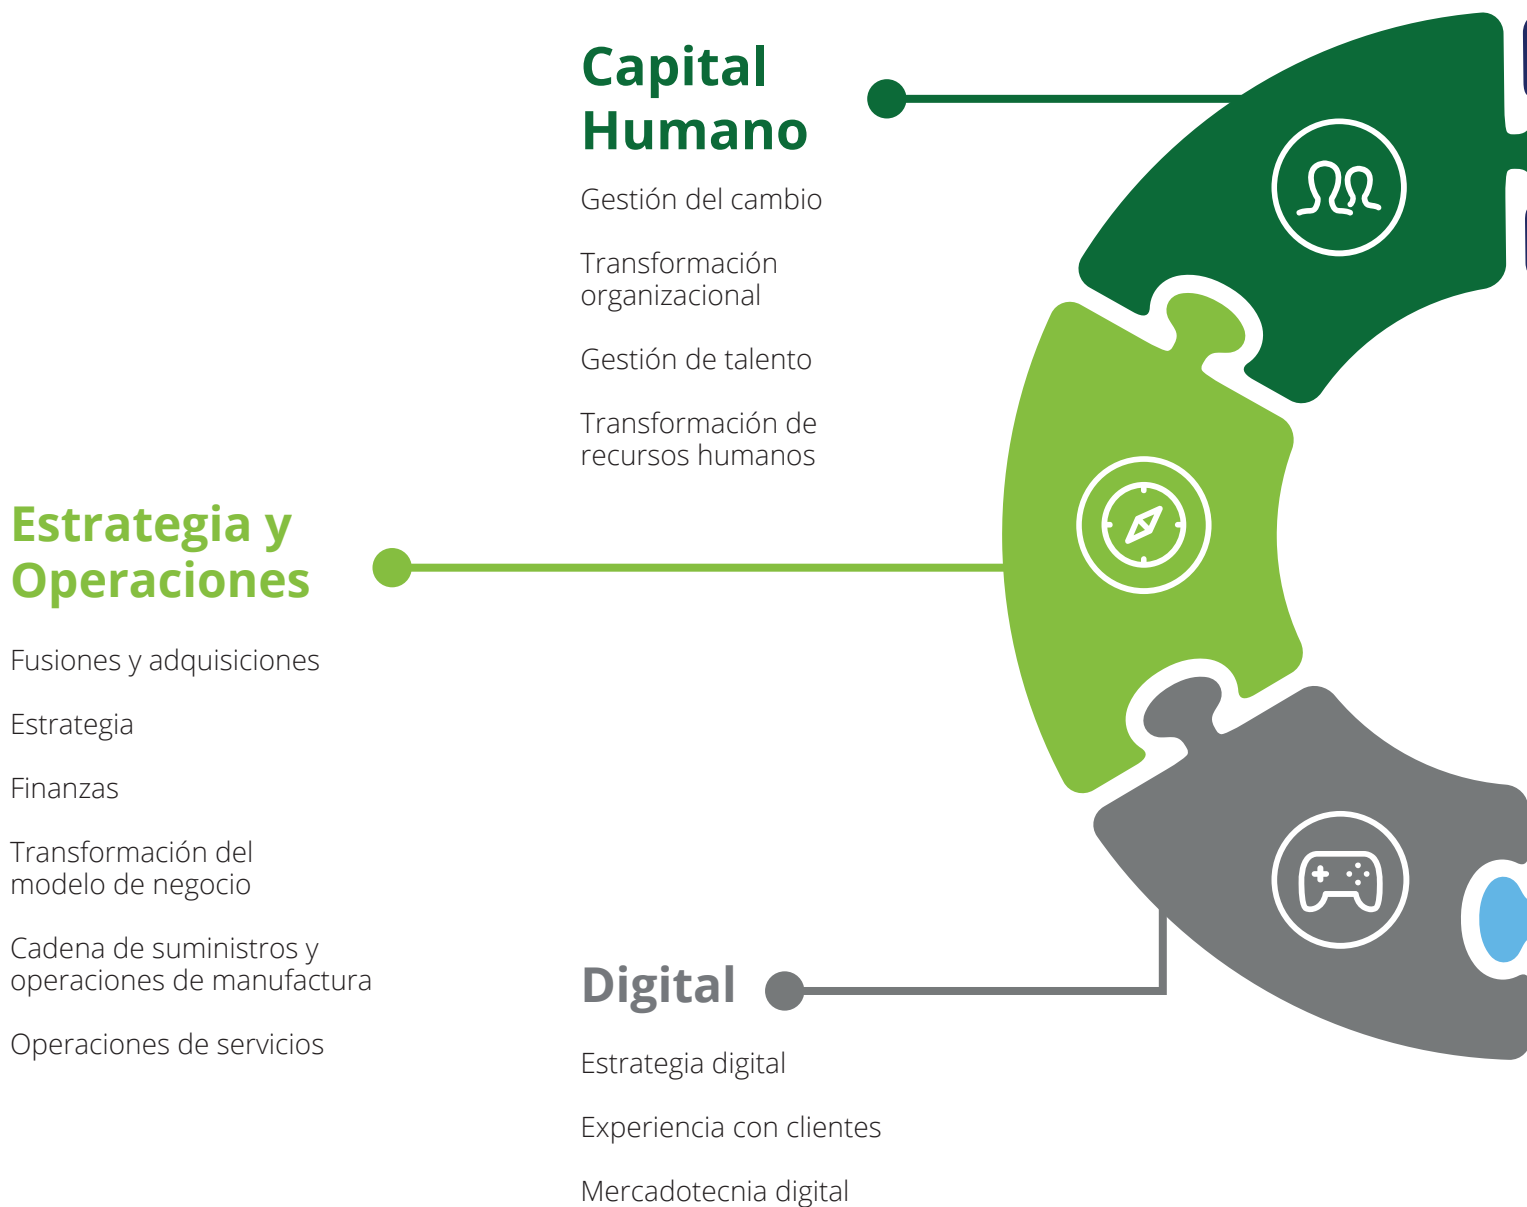 Capital
Humano
Gestión del cambio
Transformación
organizacional
Gestión de talento
Transformación de
recursos humanos
Estrategia y
Operaciones
Fusiones y adquisiciones
Estrategia
Finanzas
Transformación del
modelo de negocio
Cadena de suministros y
operaciones de manufactura
Operaciones de servicios
Digital
Estrategia digital
Experiencia con clientes
Mercadotecnia digital